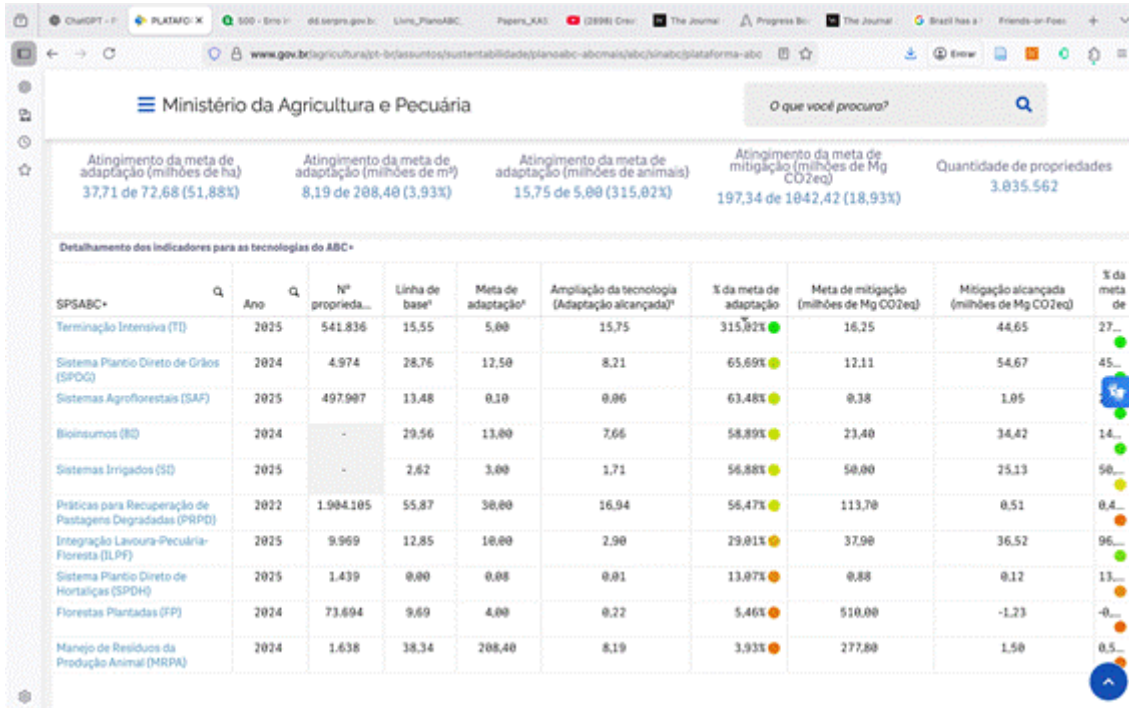 ChatGPT - P
PLATAFO
500 - Erro i
dd.serpro.gov.b
Livro_PlanoABC_
Papers_KAS
The Journal
Progress Bo
The Journal
Brazil has a
Friends-or-Foes
www.gov.br/agricultura/pt-br/assuntos/sustentabilidade/planoabc-abcmais/abc/sinabc/plataforma-abc
Entrar
Ministério da Agricultura e Pecuária
O que você procura?
Atingimento da meta de
adaptação (milhões de ha)
37,71 de 72,68 (51,88%)
Atingimento da meta de
adaptação (milhões de m³)
8,19 de 208,40 (3,93%)
Atingimento da meta de
adaptação (milhões de animais)
15,75 de 5,00 (315,02%)
Atingimento da meta de
mitigação (milhões de Mg
CO2eq)
197,34 de 1042,42 (18,93%)
Quantidade de propriedades
3.035.562
Detalhamento dos indicadores para as tecnologias do ABC+
SPSABC+
Ano
Nº
proprieda...
Linha de
base
Meta de
adaptação
Ampliação da tecnologia
(Adaptação alcançada)
% da meta de
adaptação
Meta de mitigação
(milhões de Mg CO2eq)
Mitigação alcançada
(milhões de Mg CO2eq)
% da
meta
de
Terminação Intensiva (TI) 2025 541.836 15,55 5,00 15,75 315,02% 16,25 44,65 27...
Sistema Plantio Direto de Grãos 2024 4.974 28,76 12,50 8,21 65,69% 12,11 54,67 45...
(SPDG)
Sistemas Agroflorestais (SAF) 2025 497.907 13,48 0,10 0,06 63,48% 0,38 1,05
Bioinsumos (BI) 2024 - 29,56 13,00 7,66 58,89% 23,40 34,42 14...
Sistemas Irrigados (SI) 2025 - 2,62 3,00 1,71 56,88% 50,00 25,13 50,...
Práticas para Recuperação de 2022 1.904.105 55,87 30,00 16,94 56,47% 113,70 0,51 0,4...
Pastagens Degradadas (PRPD)
Integração Lavoura-Pecuária- 2025 9.969 12,85 10,00 2,90 29,01% 37,90 36,52 96,...
Floresta (ILPF)
Sistema Plantio Direto de 2025 1.439 0,00 0,08 0,01 13,07% 0,88 0,12 13,...
Hortaliças (SPDH)
Florestas Plantadas (FP) 2024 73.694 9,69 4,00 0,22 5,46% 510,00 -1,23 -0,...
Manejo de Resíduos da 2024 1.638 38,34 208,40 8,19 3,93% 277,80 1,50 0,5...
Produção Animal (MRPA)